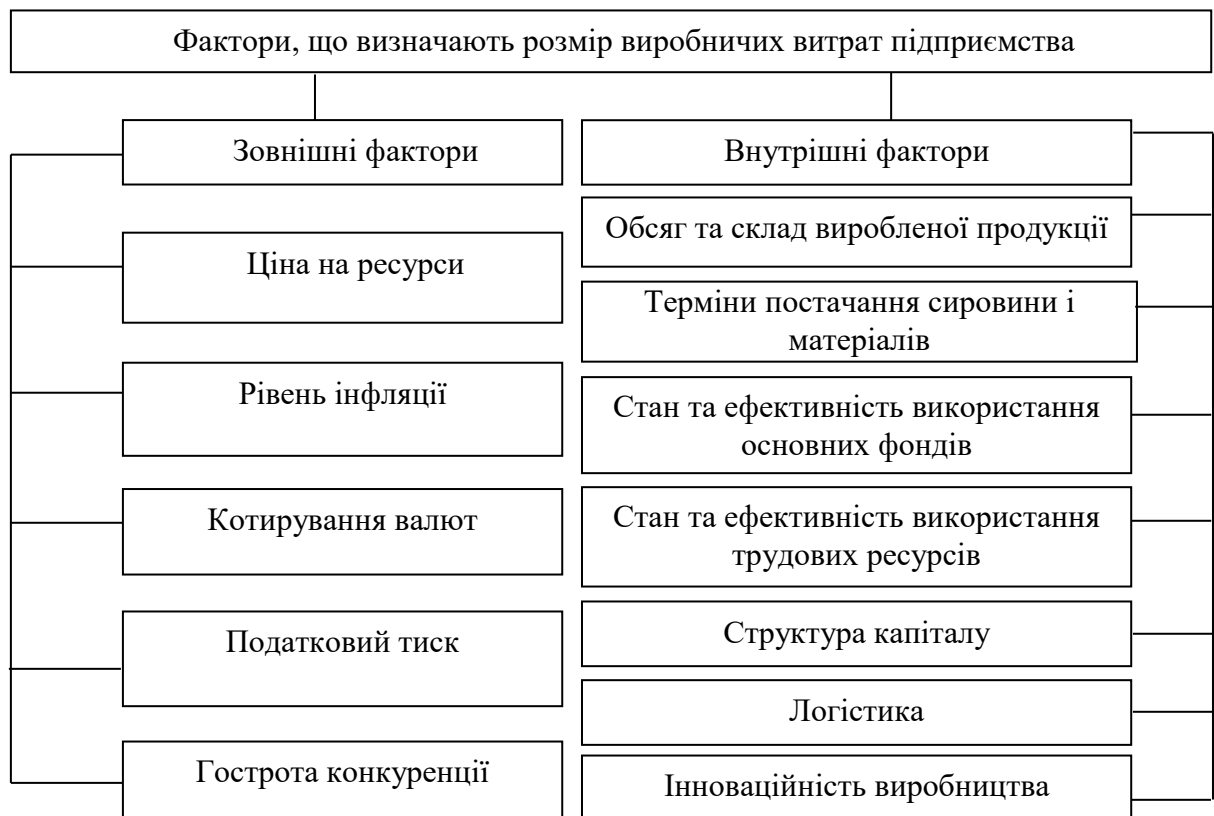 Фактори, що визначають розмір виробничих витрат підприємства
Зовнішні фактори
Ціна на ресурси
Рівень інфляції
Котирування валют
Податковий тиск
Гострота конкуренції
Внутрішні фактори
Обсяг та склад виробленої продукції
Терміни постачання сировини і
матеріалів
Стан та ефективність використання
основних фондів
Стан та ефективність використання
трудових ресурсів
Структура капіталу
Логістика
Інноваційність виробництва